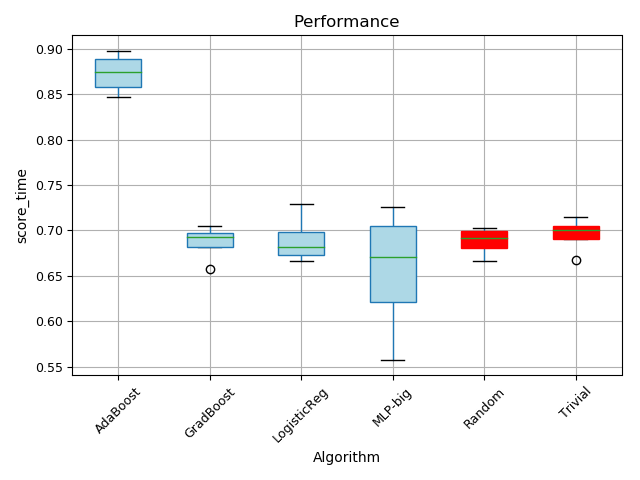 Performance
score_time
0.90
0.85
0.80
0.75
0.70
0.65
0.60
0.55
AdaBoost
GradBoost
LogisticReg
MLP-big
Random
Trivial
Algorithm